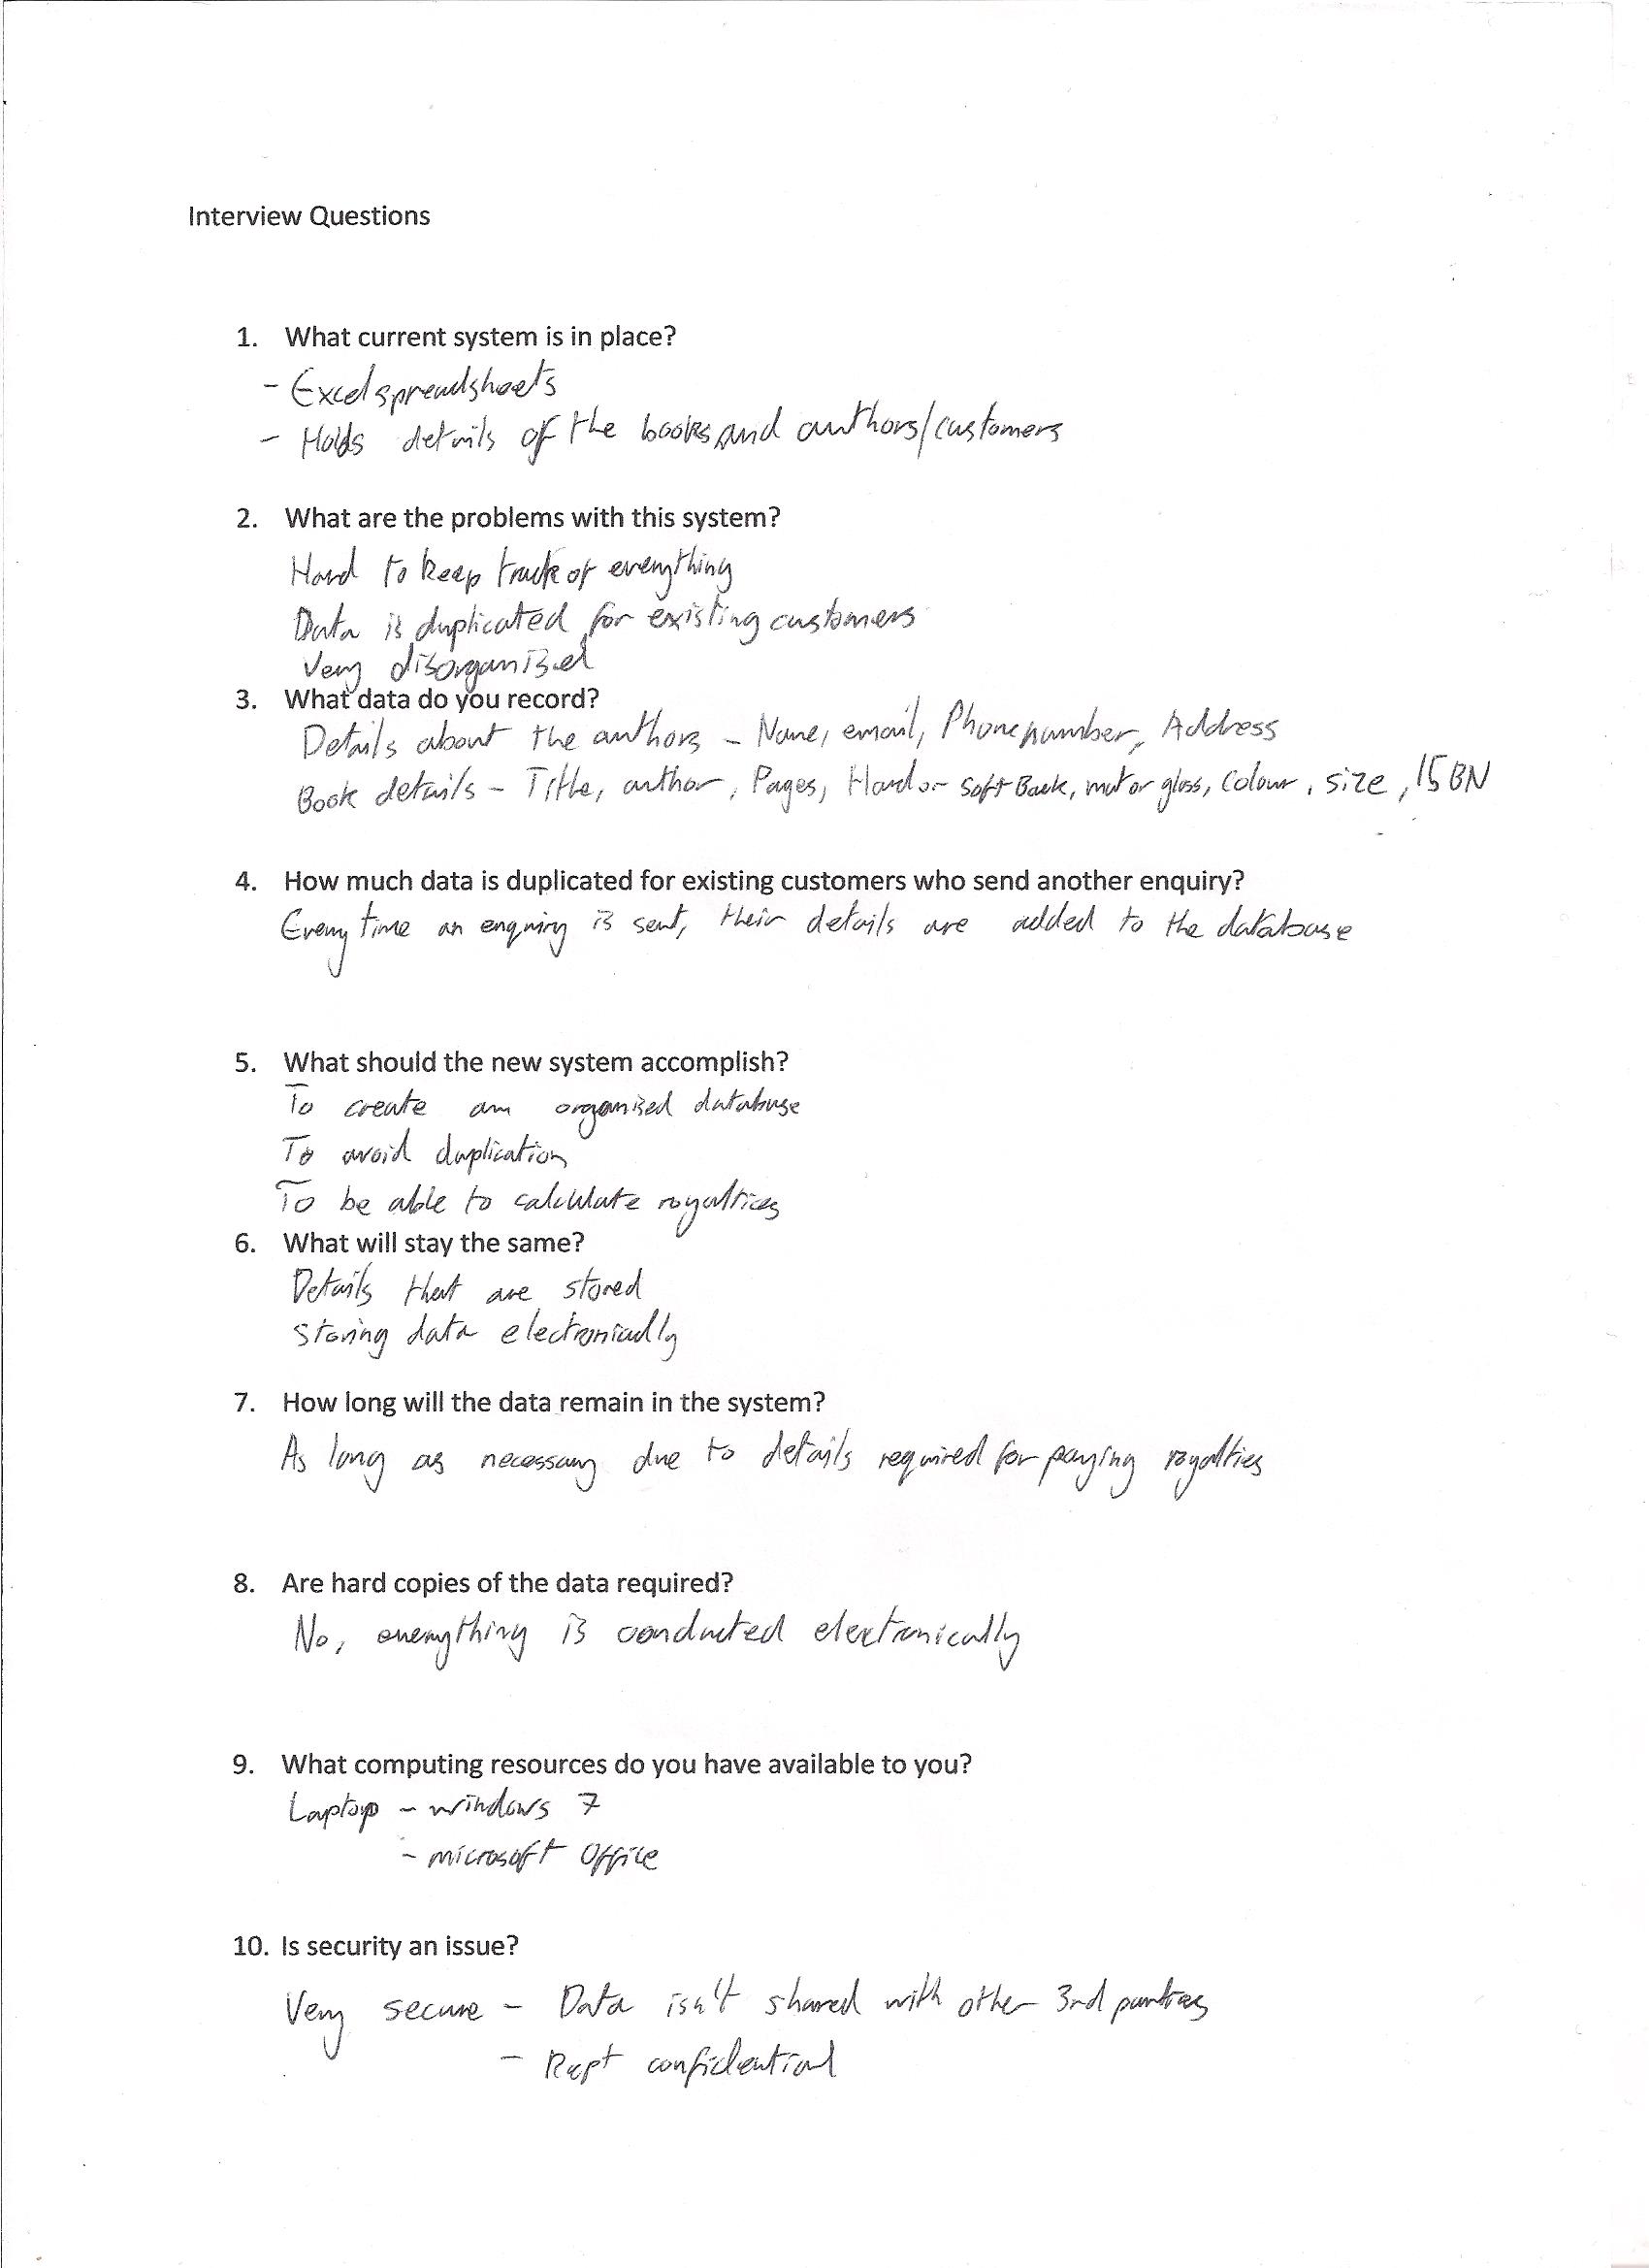 Interview Questions
1. What current system is in place?
- Excel spreadsheets
- Holds details of the books and authors/customers
2. What are the problems with this system?
Hard to keep track of everything
Data is duplicated for existing customers
Very disorganised
3. What data do you record?
Details about the authors - Name, email, Phone number, Address
Book details - Title, author, Pages, Hard or Soft Back, mat or gloss, Colour, size, ISBN
4. How much data is duplicated for existing customers who send another enquiry?
Every time an enquiry is sent, their details are added to the database
5. What should the new system accomplish?
To create an organised database
To avoid duplication
To be able to calculate royalties
6. What will stay the same?
Details that are stored
Storing data electronically
7. How long will the data remain in the system?
As long as necessary due to details required for paying royalties
8. Are hard copies of the data required?
No, everything is conducted electronically
9. What computing resources do you have available to you?
Laptop - windows 7
- microsoft Office
10. Is security an issue?
Very secure - Data isn't shared with other 3rd parties
- Kept confidential